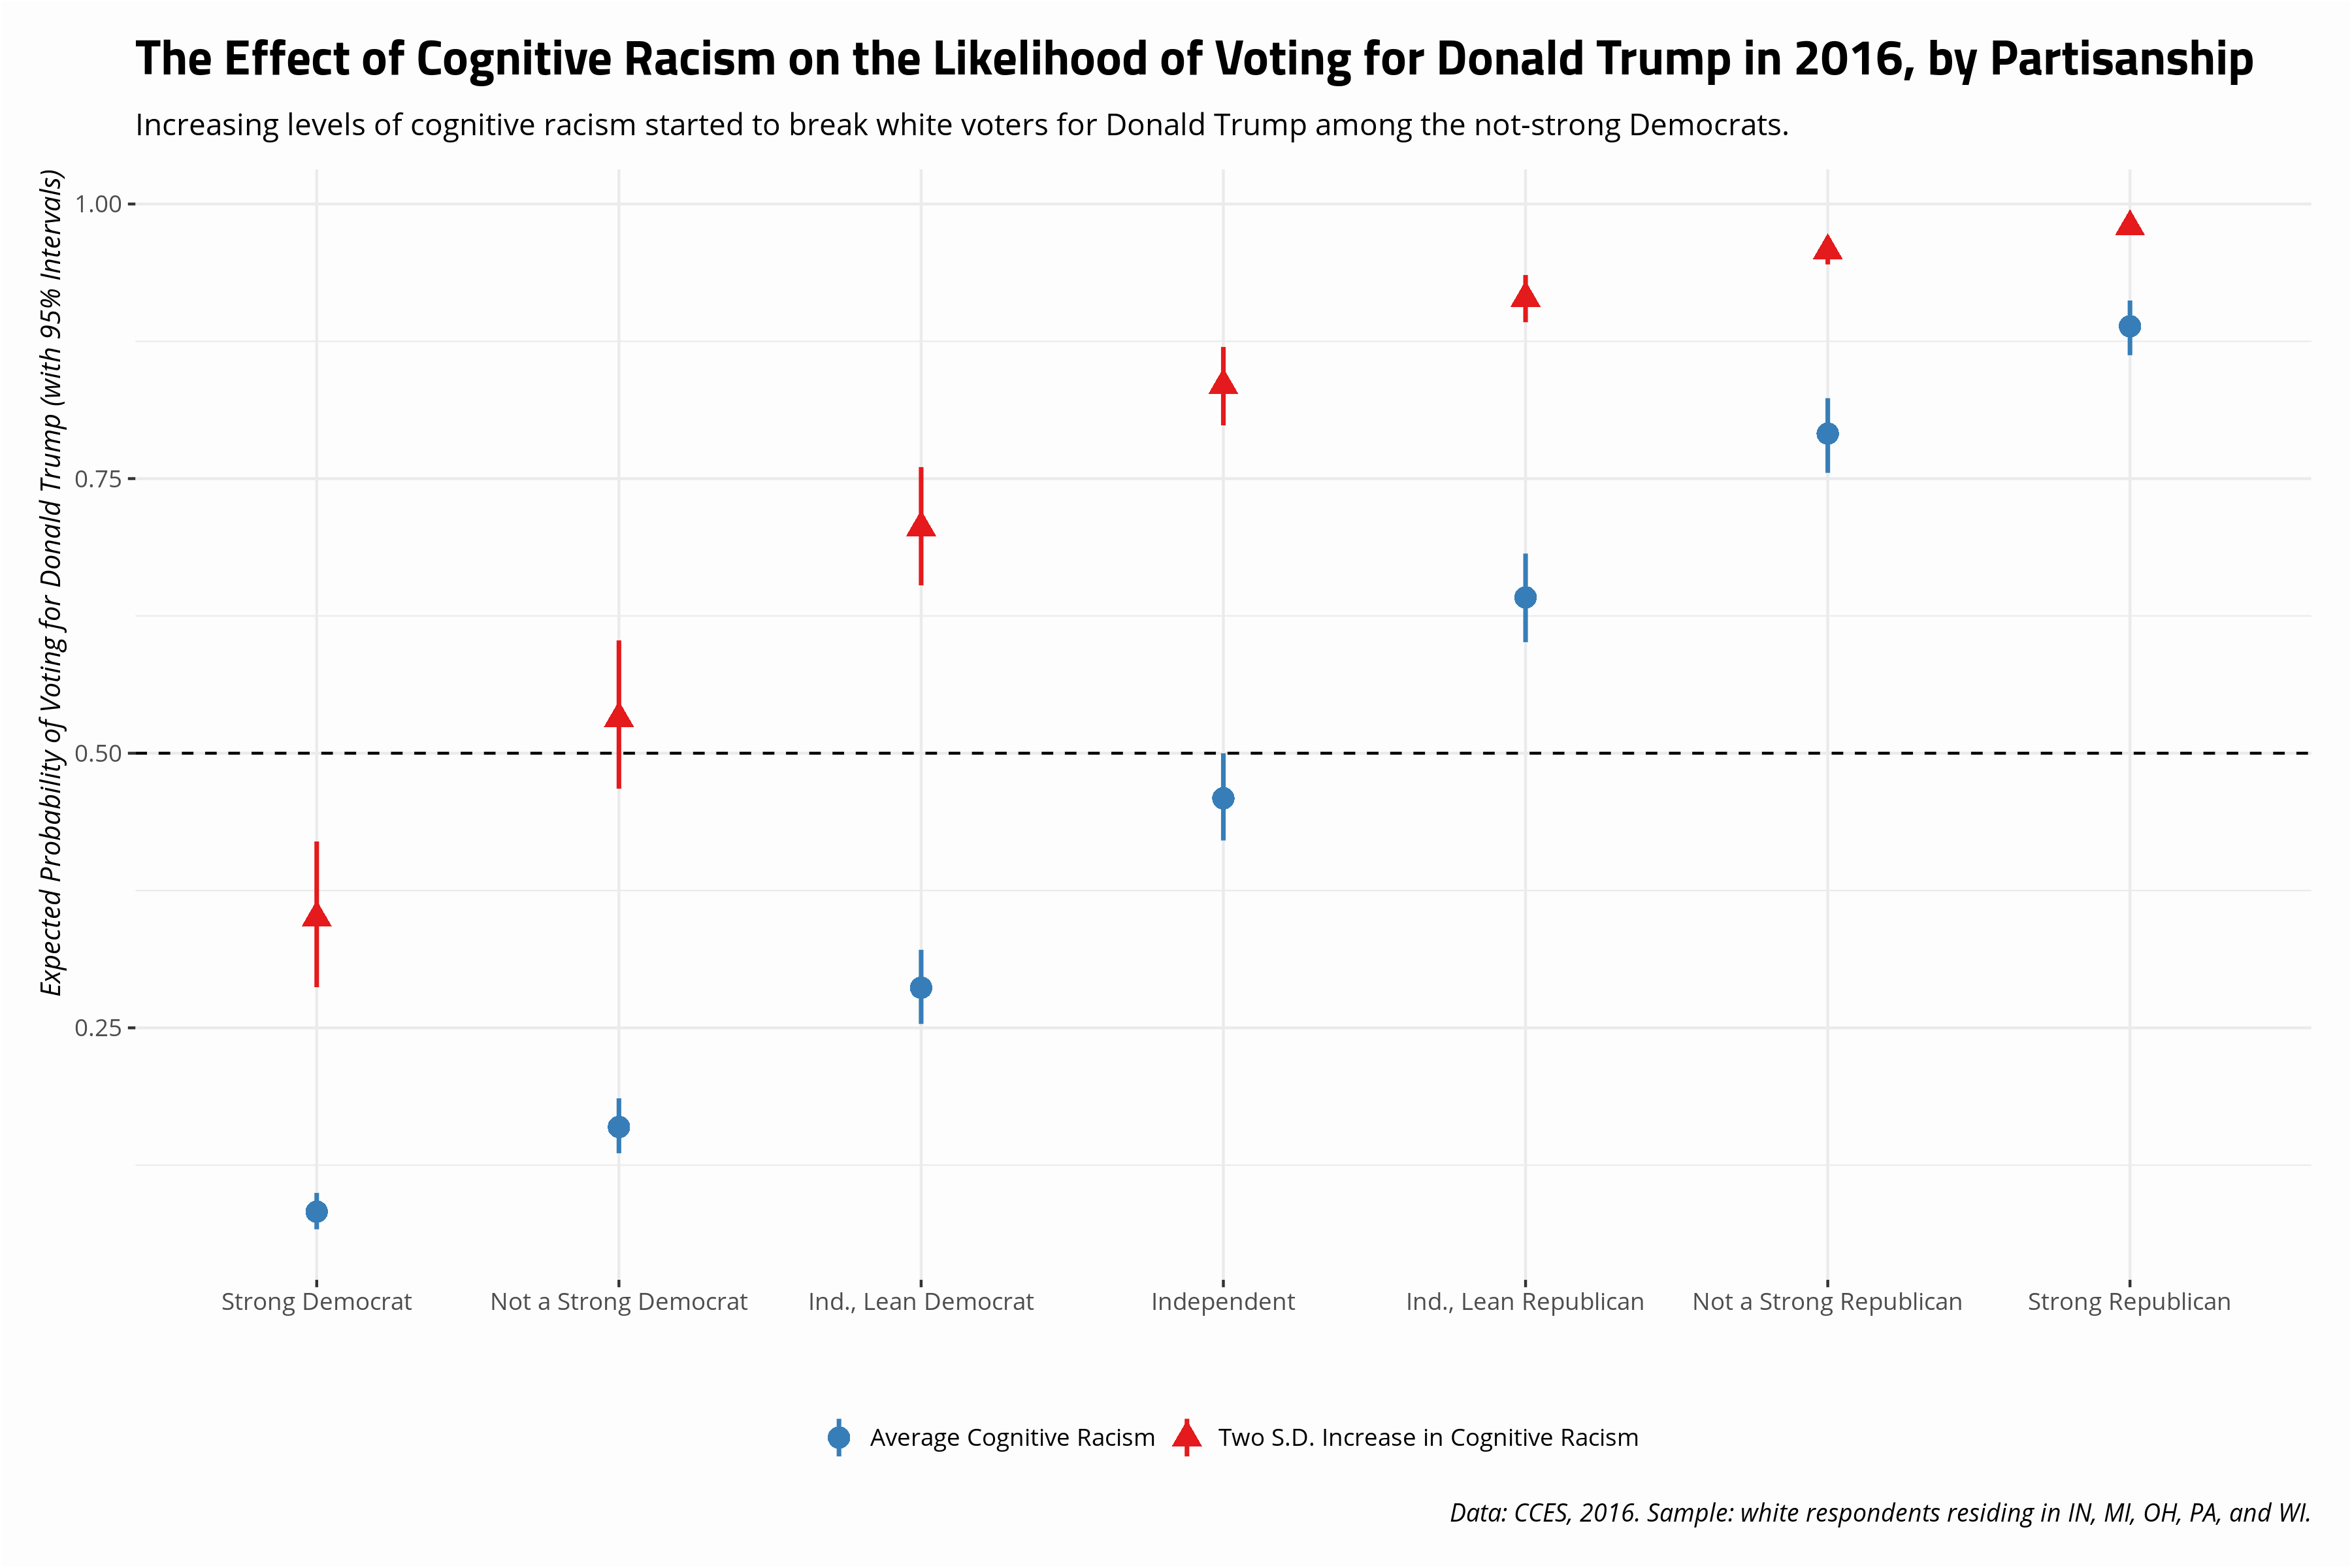 The Effect of Cognitive Racism on the Likelihood of Voting for Donald Trump in 2016, by Partisanship
Increasing levels of cognitive racism started to break white voters for Donald Trump among the not-strong Democrats.
Expected Probability of Voting for Donald Trump (with 95% Intervals)
1.00
0.75
0.50
0.25
Strong Democrat
Not a Strong Democrat
Ind., Lean Democrat
Independent
Ind., Lean Republican
Not a Strong Republican
Strong Republican
Average Cognitive Racism
Two S.D. Increase in Cognitive Racism
Data: CCES, 2016. Sample: white respondents residing in IN, MI, OH, PA, and WI.